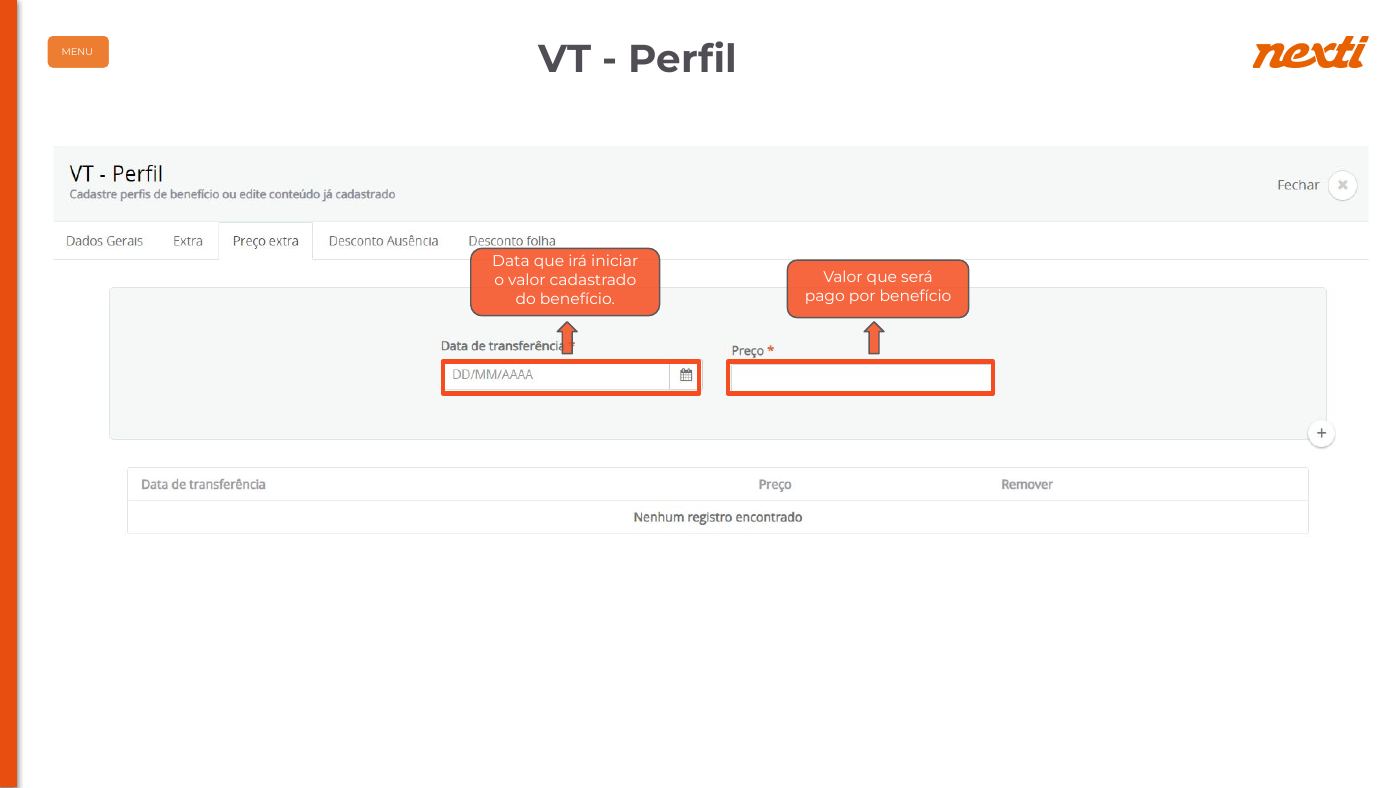 MENU
VT - Perfil
nexti
VT - Perfil
Cadastre perfis de benefício ou edite conteúdo já cadastrado
Fechar
Dados Gerais
Extra
Preço extra
Desconto Ausência
Desconto folha
Data que irá iniciar
o valor cadastrado
do benefício.
Valor que será
pago por benefício
Data de transferência *
Preço *
DD/MM/AAAA
+
Data de transferência
Preço
Remover
Nenhum registro encontrado